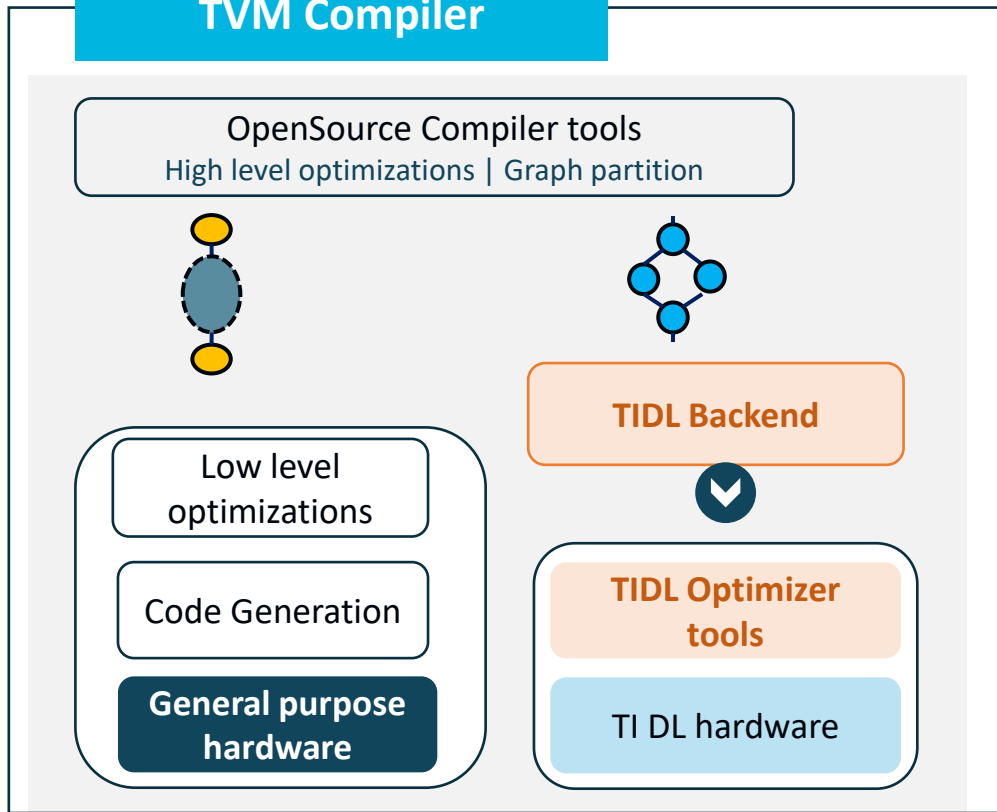 TVM Compiler
OpenSource Compiler tools
High level optimizations | Graph partition
Low level
optimizations
Code Generation
General purpose
hardware
TIDL Backend
TIDL Optimizer
tools
TI DL hardware